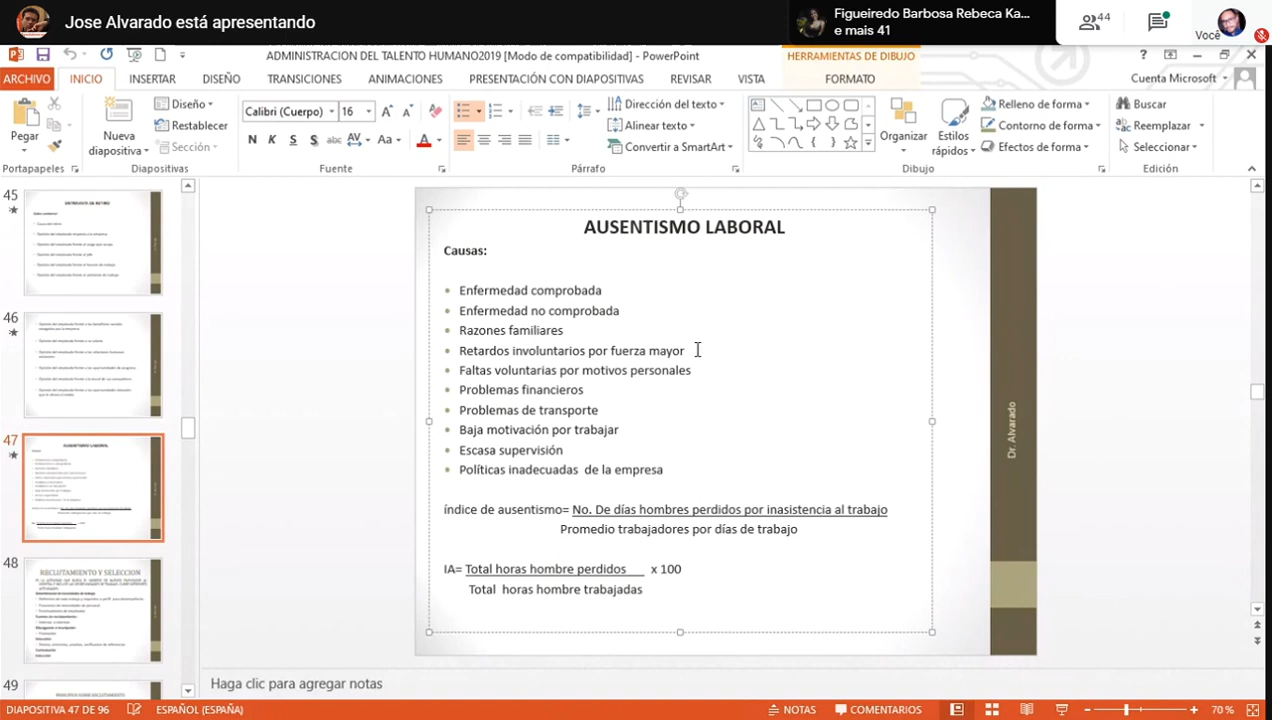 Jose Alvarado está apresentando
Figueiredo Barbosa Rebeca Ka...
e mais 41
44
Você
ADMINISTRACION DEL TALENTO HUMANO2019 [Modo de compatibilidad] - PowerPoint
HERRAMIENTAS DE DIBUJO
ARCHIVO INICIO INSERTAR DISEÑO TRANSICIONES ANIMACIONES PRESENTACIÓN CON DIAPOSITIVAS REVISAR VISTA FORMATO
Cuenta Microsoft
Pegar
Nueva diapositiva
Diseño
Restablecer
Sección
Calibri (Cuerpo) 16
N K S S abc AV Aa A
Dirección del texto
Alinear texto
Convertir a SmartArt
Organizar
Estilos rápidos
Relleno de forma
Contorno de forma
Efectos de forma
Buscar
Reemplazar
Seleccionar
Portapapeles Diapositivas Fuente Párrafo Dibujo Edición
45
ENTREVISTA DE RETIRO
46
47
AUSENTISMO LABORAL
48
RECLUTAMIENTO Y SELECCION
49
AUSENTISMO LABORAL
Causas:
Enfermedad comprobada
Enfermedad no comprobada
Razones familiares
Retardos involuntarios por fuerza mayor
Faltas voluntarias por motivos personales
Problemas financieros
Problemas de transporte
Baja motivación por trabajar
Escasa supervisión
Políticas inadecuadas de la empresa
índice de ausentismo= No. De días hombres perdidos por inasistencia al trabajo
Promedio trabajadores por días de trabajo
IA= Total horas hombre perdidos x 100
Total horas hombre trabajadas
Dr. Alvarado
Haga clic para agregar notas
DIAPOSITIVA 47 DE 96 ESPAÑOL (ESPAÑA) NOTAS COMENTARIOS 70 %